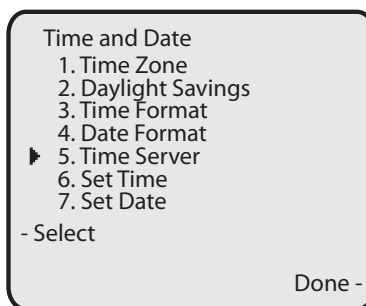 Time and Date
1. Time Zone
2. Daylight Savings
3. Time Format
4. Date Format
5. Time Server
6. Set Time
7. Set Date
- Select
Done -